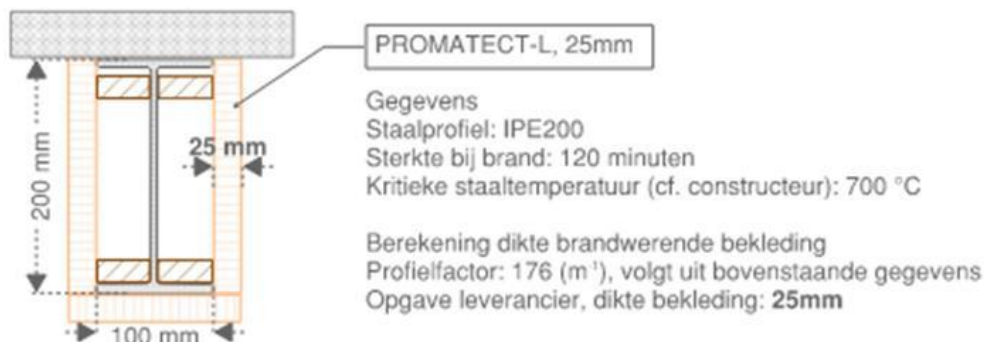 PROMATECT-L, 25mm
Gegevens
Staalprofiel: IPE200
Sterkte bij brand: 120 minuten
Kritieke staaltemperatuur (cf. constructeur): 700 °C
Berekening dikte brandwerende bekleding
Profielfactor: 176 (m⁻¹), volgt uit bovenstaande gegevens
Opgave leverancier, dikte bekleding: 25mm
200 mm
25 mm
100 mm